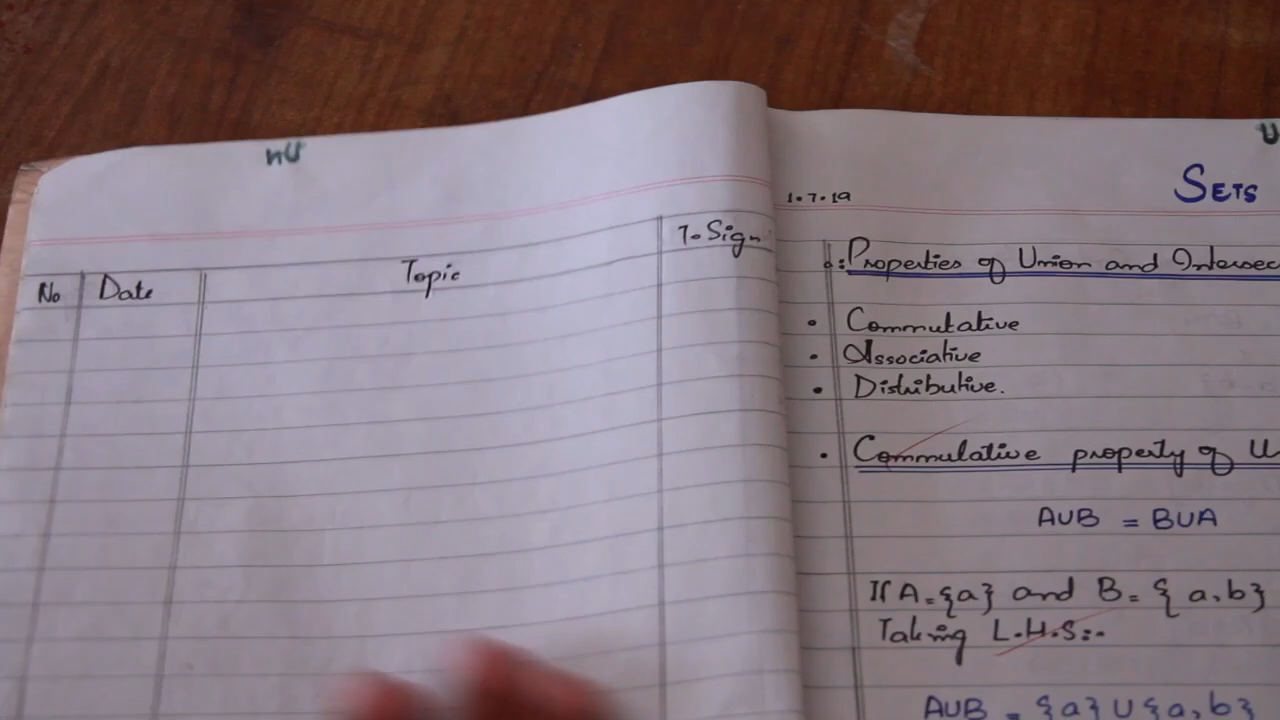 nU
No Date Topic T. Sign
U
1.7.19
SETS
Properties of Union and Intersec
• Commutative
• Associative
• Distributive.
• Commutative property of U
AUB = BUA
If A = {a} and B = {a, b}
Taking L.H.S:-
AUB = {a} U {a, b}